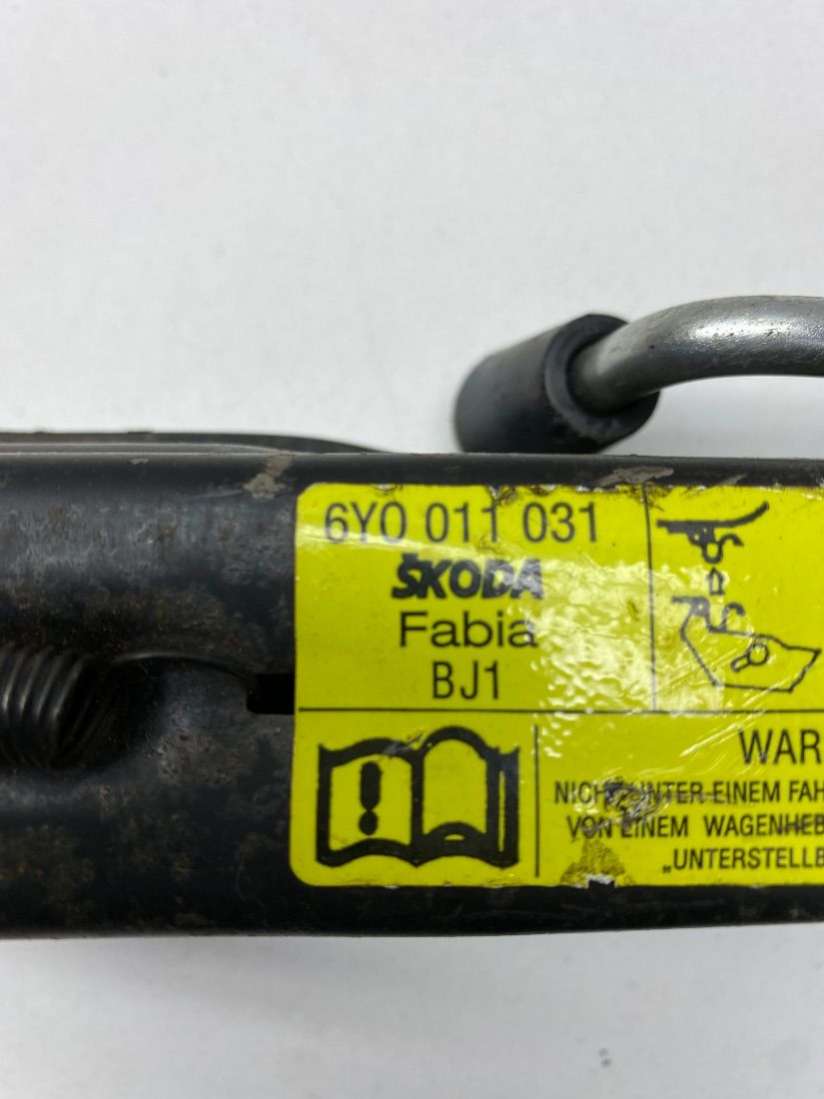 6Y0 011 031
ŠKODA
Fabia
BJ1
WAR
NICHT UNTER EINEM FAH
VON EINEM WAGENHEB
„UNTERSTELLB